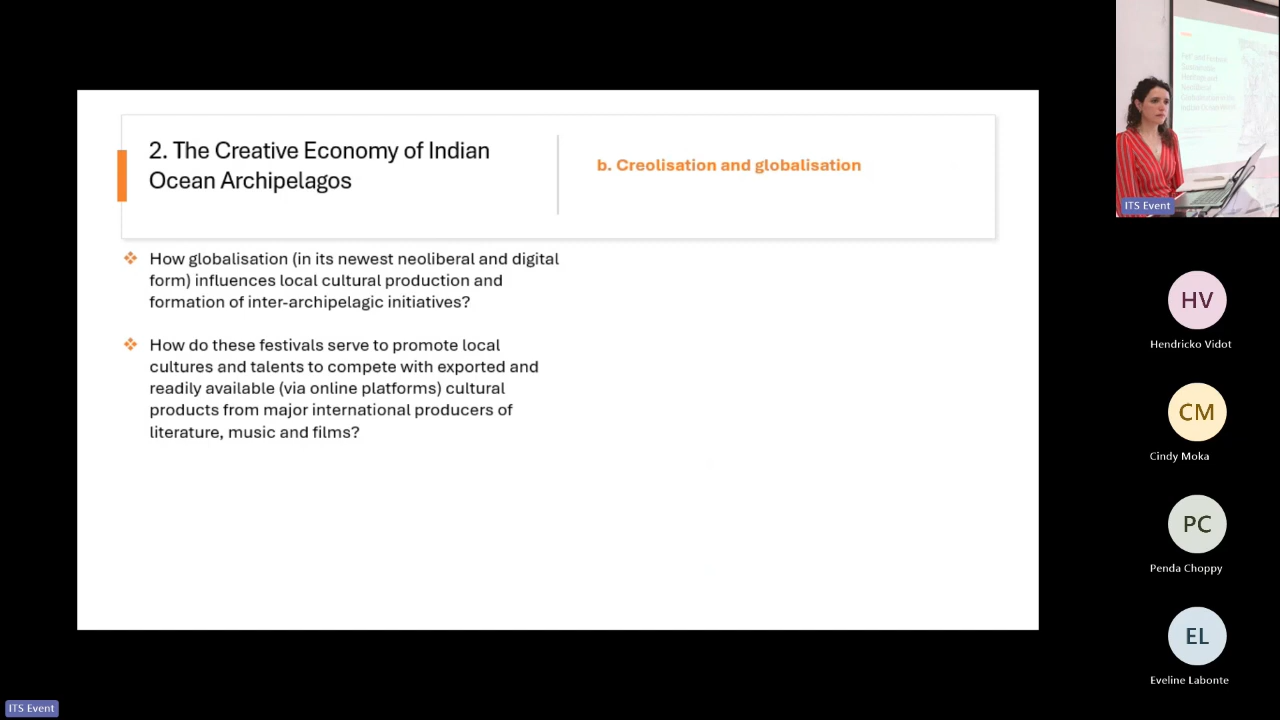 2. The Creative Economy of Indian
Ocean Archipelagos
b. Creolisation and globalisation
❖ How globalisation (in its newest neoliberal and digital
form) influences local cultural production and
formation of inter-archipelagic initiatives?
❖ How do these festivals serve to promote local
cultures and talents to compete with exported and
readily available (via online platforms) cultural
products from major international producers of
literature, music and films?
ITS Event
HV
Hendricko Vidot
CM
Cindy Moka
PC
Penda Choppy
EL
Eveline Labonte
ITS Event